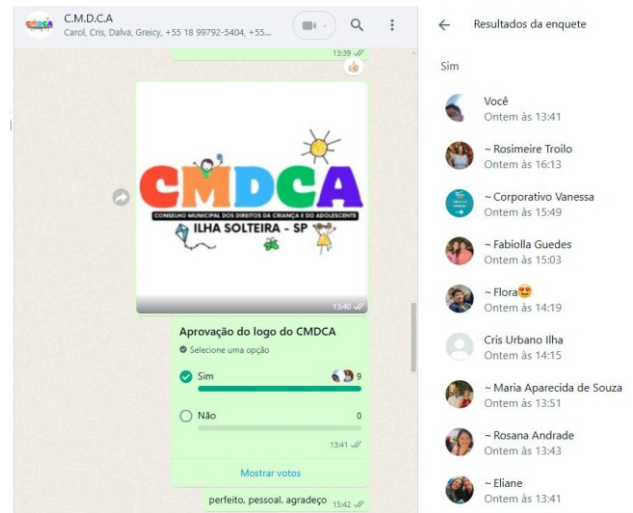 C.M.D.C.A
Carol, Cris, Dalva, Greicy, +55 18 99792-5404, +55...
13:39
CMDCA
CONSELHO MUNICIPAL DOS DIREITOS DA CRIANÇA E DO ADOLESCENTE
ILHA SOLTEIRA - SP
13:40
Aprovação do logo do CMDCA
Selecione uma opção
Sim
9
Não
0
13:41
Mostrar votos
perfeito, pessoal. agradeço
15:42
Resultados da enquete
Sim
Você
Ontem às 13:41
~ Rosimeire Troilo
Ontem às 16:13
~ Corporativo Vanessa
Ontem às 15:49
~ Fabiolla Guedes
Ontem às 15:03
~ Flora😍
Ontem às 14:19
Cris Urbano Ilha
Ontem às 14:15
~ Maria Aparecida de Souza
Ontem às 13:51
~ Rosana Andrade
Ontem às 13:43
~ Eliane
Ontem às 13:41